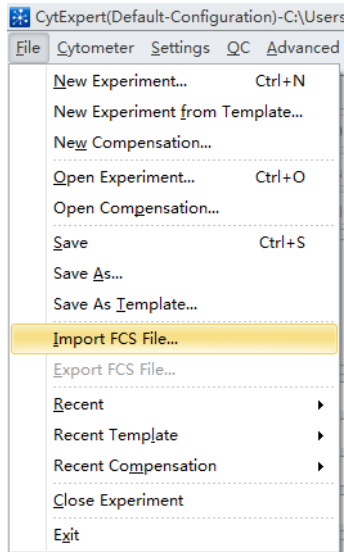 CytExpert(Default-Configuration)-C:\Users
File Cytometer Settings QC Advanced
New Experiment... Ctrl+N
New Experiment from Template...
New Compensation...
Open Experiment... Ctrl+O
Open Compensation...
Save Ctrl+S
Save As...
Save As Template...
Import FCS File...
Export FCS File...
Recent
Recent Template
Recent Compensation
Close Experiment
Exit